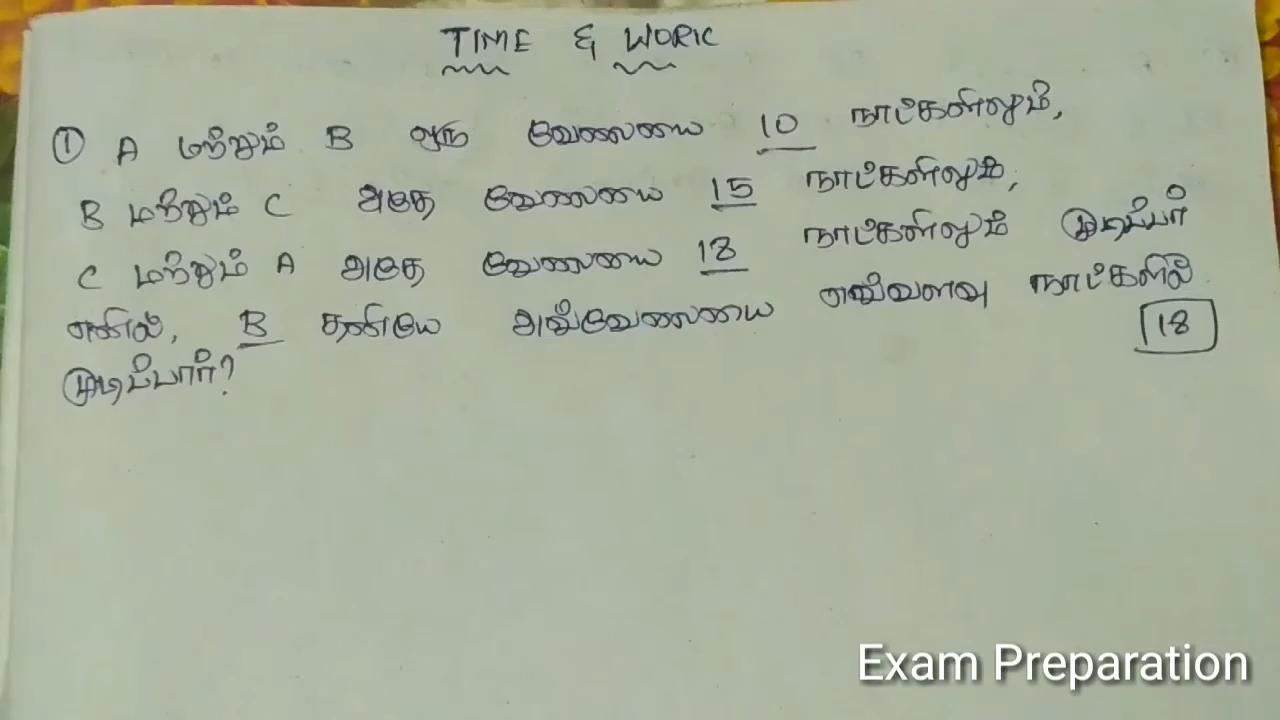 TIME & WORK
① A மற்றும் B ஒரு வேலையை 10 நாட்களிலும்,
B மற்றும் C அதே வேலையை 15 நாட்களிலும்,
C மற்றும் A அதே வேலையை 18 நாட்களிலும் முடிப்பர்
எனில், B தனியே அவ்வேலையை எவ்வளவு நாட்களில்
முடிப்பார்? 18
Exam Preparation